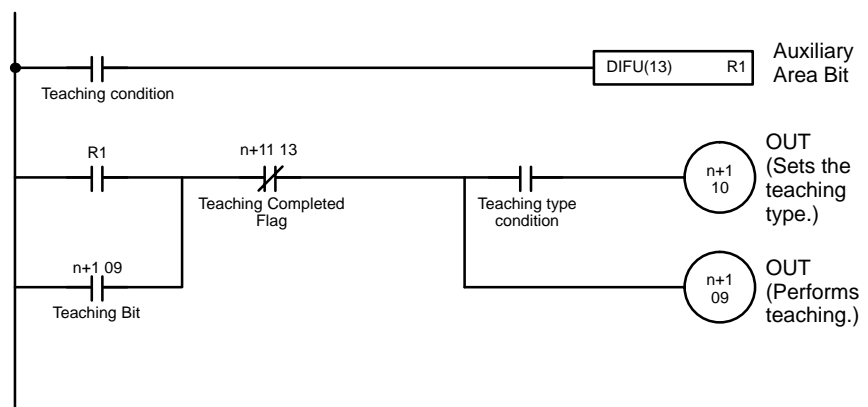 Teaching condition
DIFU(13) R1
Auxiliary
Area Bit
R1
n+11 13
Teaching Completed
Flag
Teaching type
condition
n+1
10
OUT
(Sets the
teaching
type.)
n+1 09
Teaching Bit
n+1
09
OUT
(Performs
teaching.)